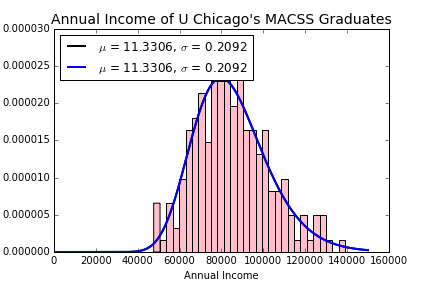 Annual Income of U Chicago's MACSS Graduates
0.000030
μ = 11.3306, σ = 0.2092
μ = 11.3306, σ = 0.2092
0.000025
0.000020
0.000015
0.000010
0.000005
0.000000
0 20000 40000 60000 80000 100000 120000 140000 160000
Annual Income